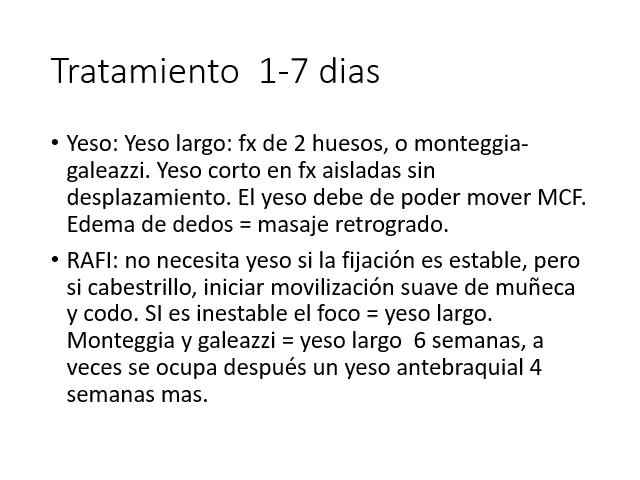 Tratamiento  1-7 dias
• Yeso: Yeso largo: fx de 2 huesos, o monteggia-
galeazzi. Yeso corto en fx aisladas sin
desplazamiento. El yeso debe de poder mover MCF.
Edema de dedos = masaje retrogrado.
• RAFI: no necesita yeso si la fijación es estable, pero
si cabestrillo, iniciar movilización suave de muñeca
y codo. SI es inestable el foco = yeso largo.
Monteggia y galeazzi = yeso largo  6 semanas, a
veces se ocupa después un yeso antebraquial 4
semanas mas.